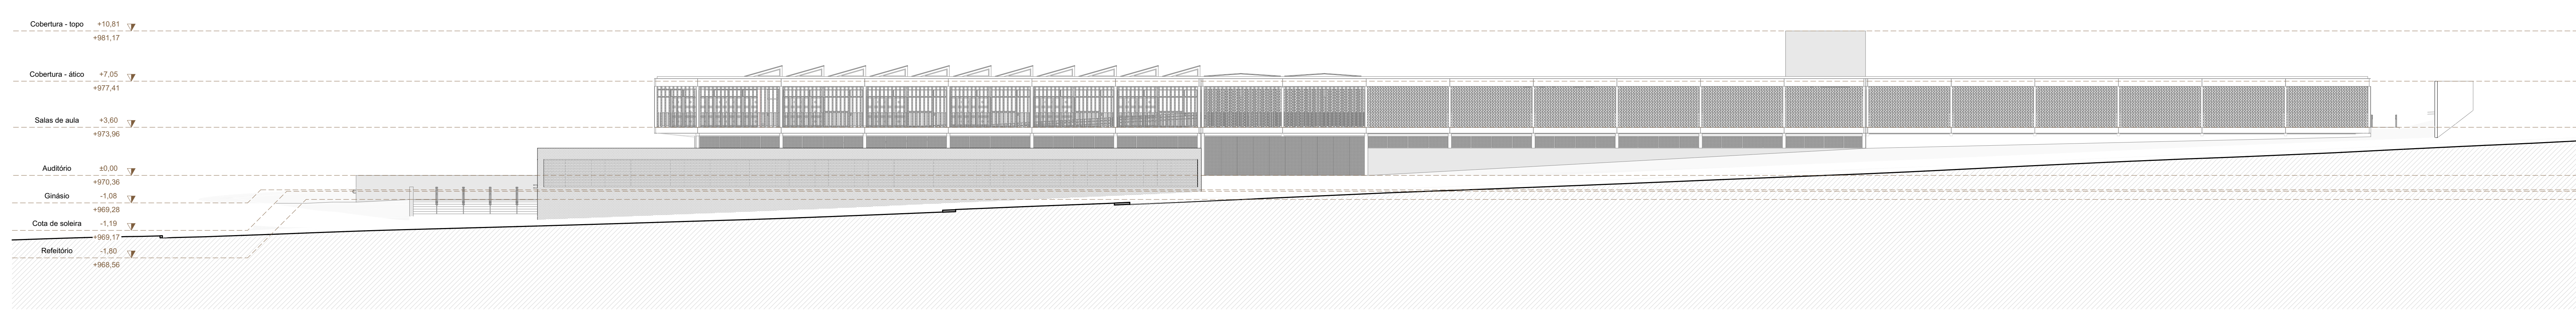 Cobertura - topo +10,81
+981,17
Cobertura - ático +7,05
+977,41
Salas de aula +3,60
+973,96
Auditório ±0,00
+970,36
Ginásio -1,08
+969,28
Cota de soleira -1,19
+969,17
Refeitório -1,80
+968,56